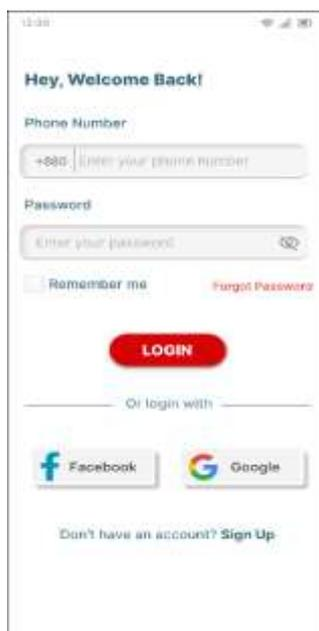 12:30
Hey, Welcome Back!
Phone Number
+880 Enter your phone number
Password
Enter your password
Remember me Forgot Password
LOGIN
Or login with
Facebook Google
Don't have an account? Sign Up